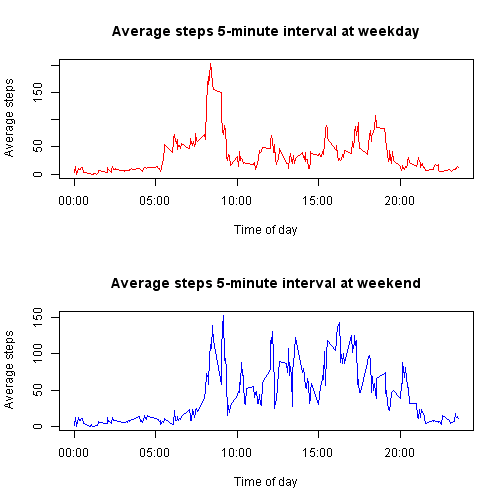 Average steps 5-minute interval at weekday
Average steps
150
50
0
00:00 05:00 10:00 15:00 20:00
Time of day
Average steps 5-minute interval at weekend
Average steps
150
100
50
0
00:00 05:00 10:00 15:00 20:00
Time of day